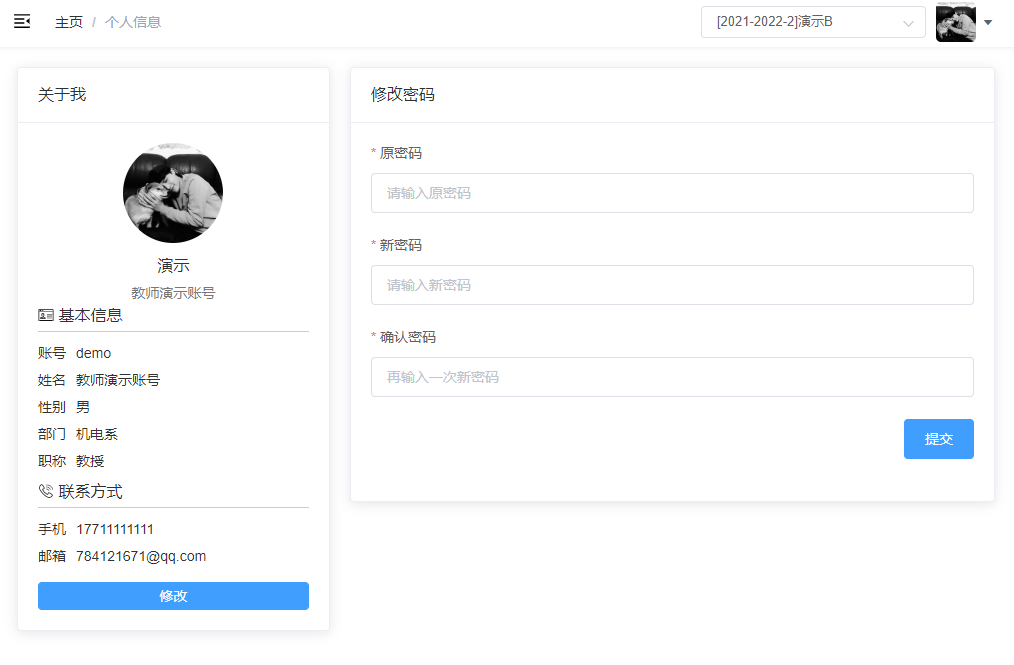 主页 / 个人信息
[2021-2022-2]演示B
关于我
演示
教师演示账号
基本信息
账号 demo
姓名 教师演示账号
性别 男
部门 机电系
职称 教授
联系方式
手机 17711111111
邮箱 784121671@qq.com
修改
修改密码
* 原密码
请输入原密码
* 新密码
请输入新密码
* 确认密码
再输入一次新密码
提交